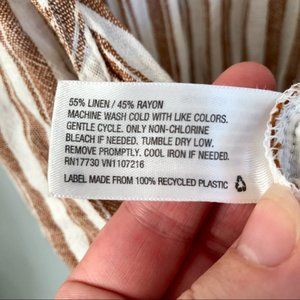 55% LINEN / 45% RAYON
MACHINE WASH COLD WITH LIKE COLORS.
GENTLE CYCLE. ONLY NON-CHLORINE
BLEACH IF NEEDED. TUMBLE DRY LOW.
REMOVE PROMPTLY. COOL IRON IF NEEDED.
RN17730 VN1107216
LABEL MADE FROM 100% RECYCLED PLASTIC